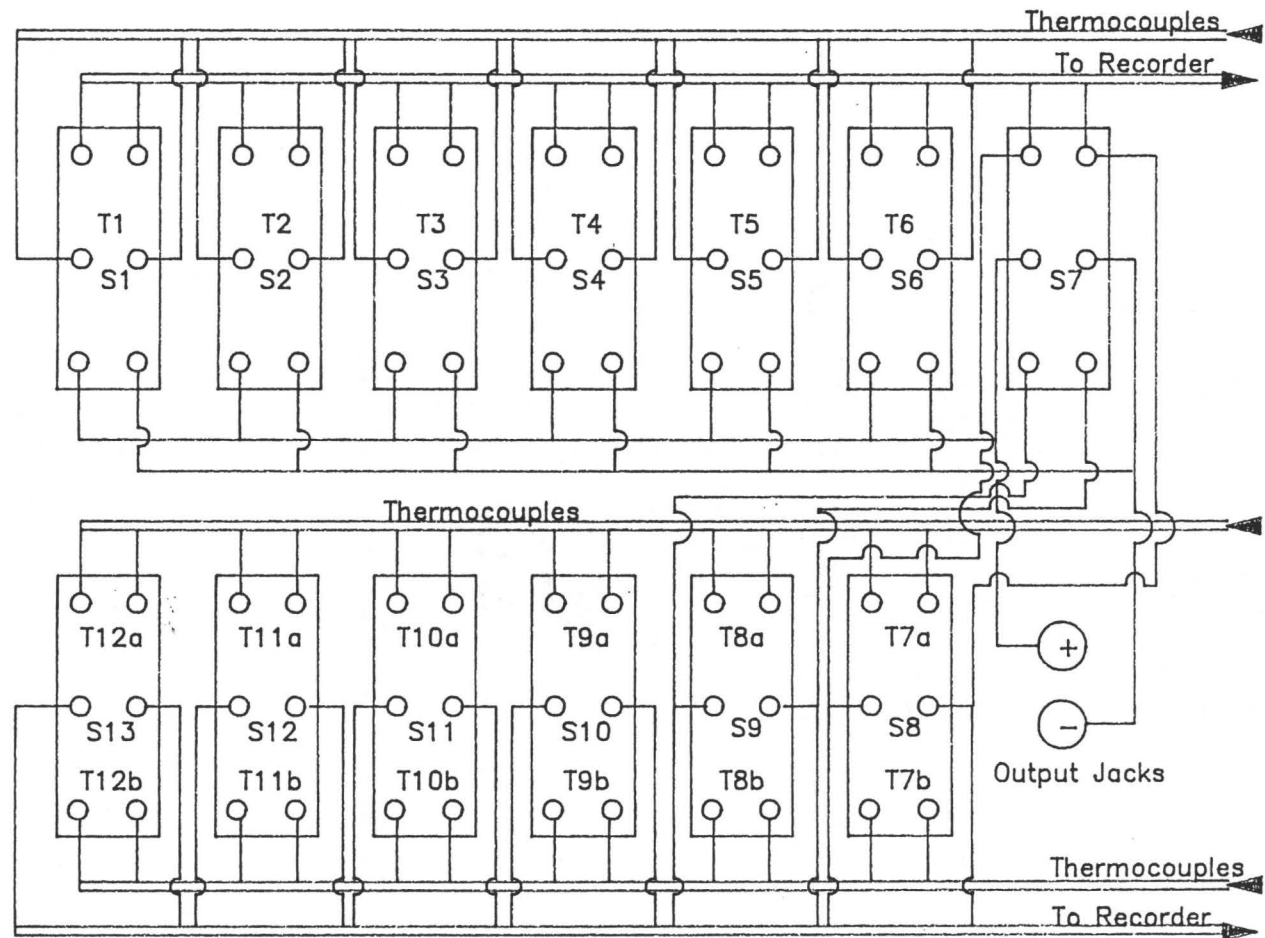 Thermocouples
To Recorder
T1 T2 T3 T4 T5 T6
S1 S2 S3 S4 S5 S6 S7
Thermocouples
T12a T11a T10a T9a T8a T7a
+
S13 S12 S11 S10 S9 S8
−
T12b T11b T10b T9b T8b T7b
Output Jacks
Thermocouples
To Recorder